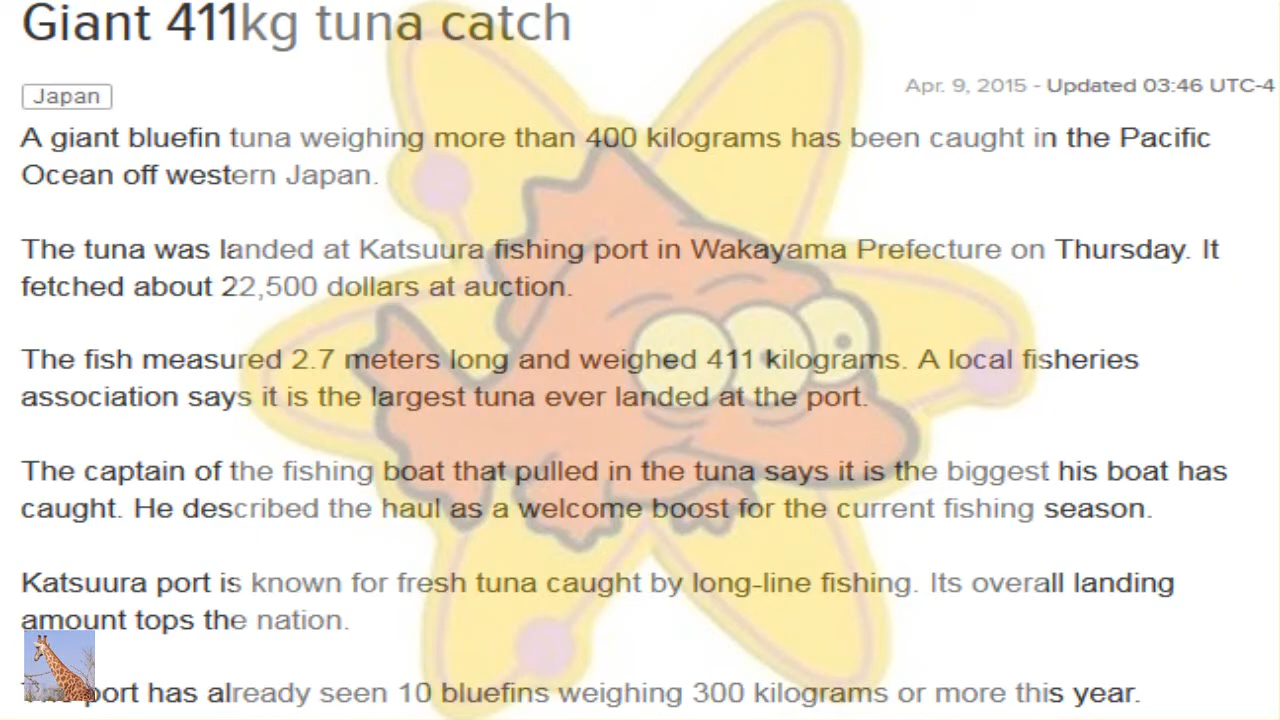 Giant 411kg tuna catch
Japan
Apr. 9, 2015 - Updated 03:46 UTC-4
A giant bluefin tuna weighing more than 400 kilograms has been caught in the Pacific
Ocean off western Japan.
The tuna was landed at Katsuura fishing port in Wakayama Prefecture on Thursday. It
fetched about 22,500 dollars at auction.
The fish measured 2.7 meters long and weighed 411 kilograms. A local fisheries
association says it is the largest tuna ever landed at the port.
The captain of the fishing boat that pulled in the tuna says it is the biggest his boat has
caught. He described the haul as a welcome boost for the current fishing season.
Katsuura port is known for fresh tuna caught by long-line fishing. Its overall landing
amount tops the nation.
port has already seen 10 bluefins weighing 300 kilograms or more this year.